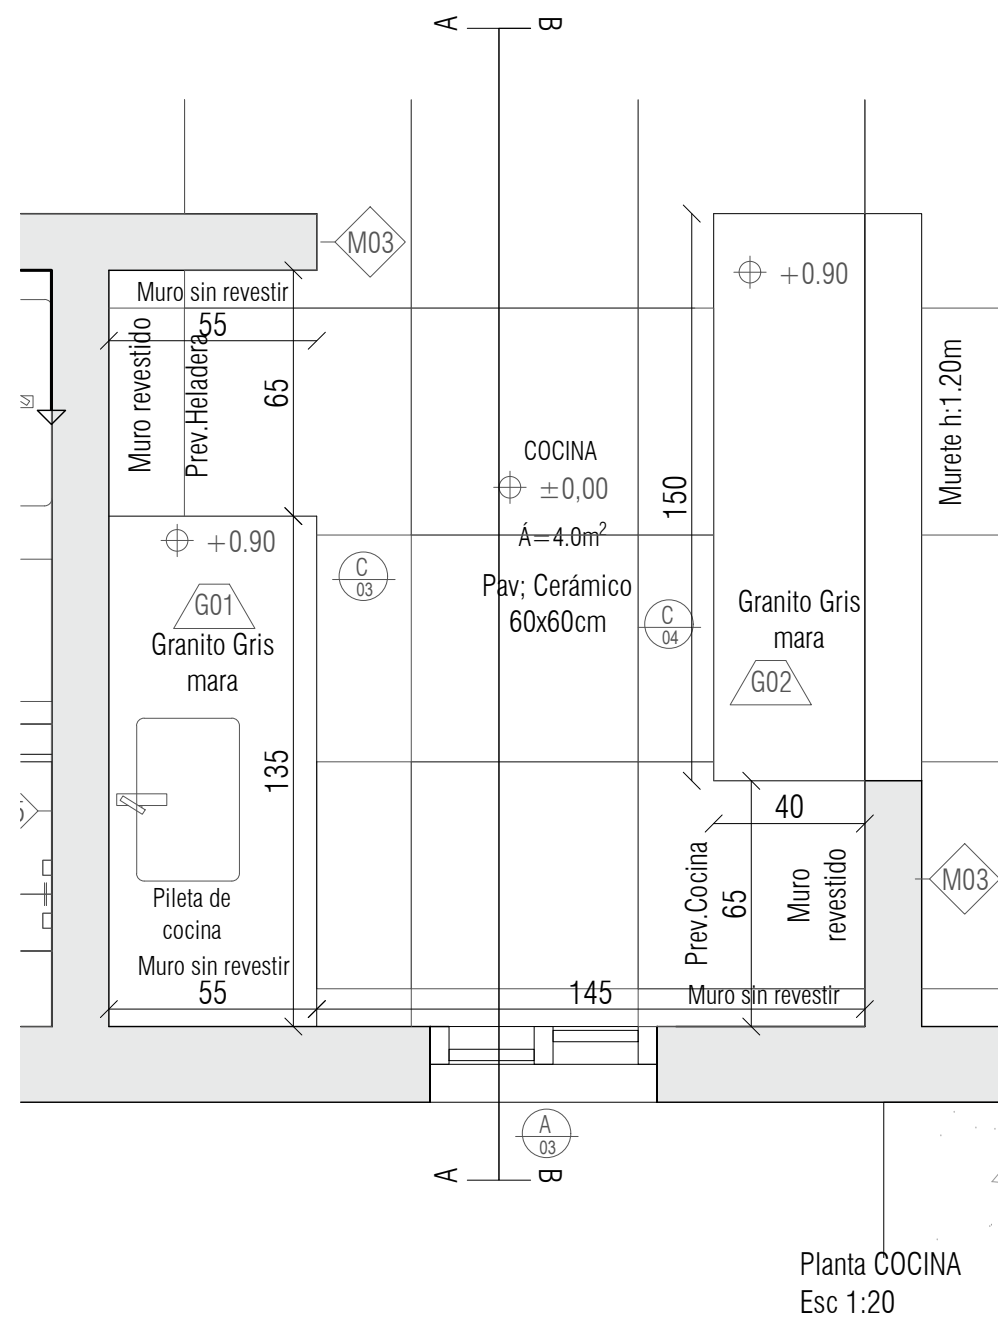 A B
M03
+0.90
Muro sin revestir
55
Muro revestido
Prev.Heladera
65
Murete h:1.20m
COCINA
±0,00
150
Á=4.0m²
+0.90
C
03
Pav; Cerámico
60x60cm
G01
Granito Gris
mara
C
04
Granito Gris
mara
G02
135
40
Pileta de
cocina
Prev.Cocina
65
Muro
revestido
M03
Muro sin revestir
55
145
Muro sin revestir
A
03
A B
Planta COCINA
Esc 1:20